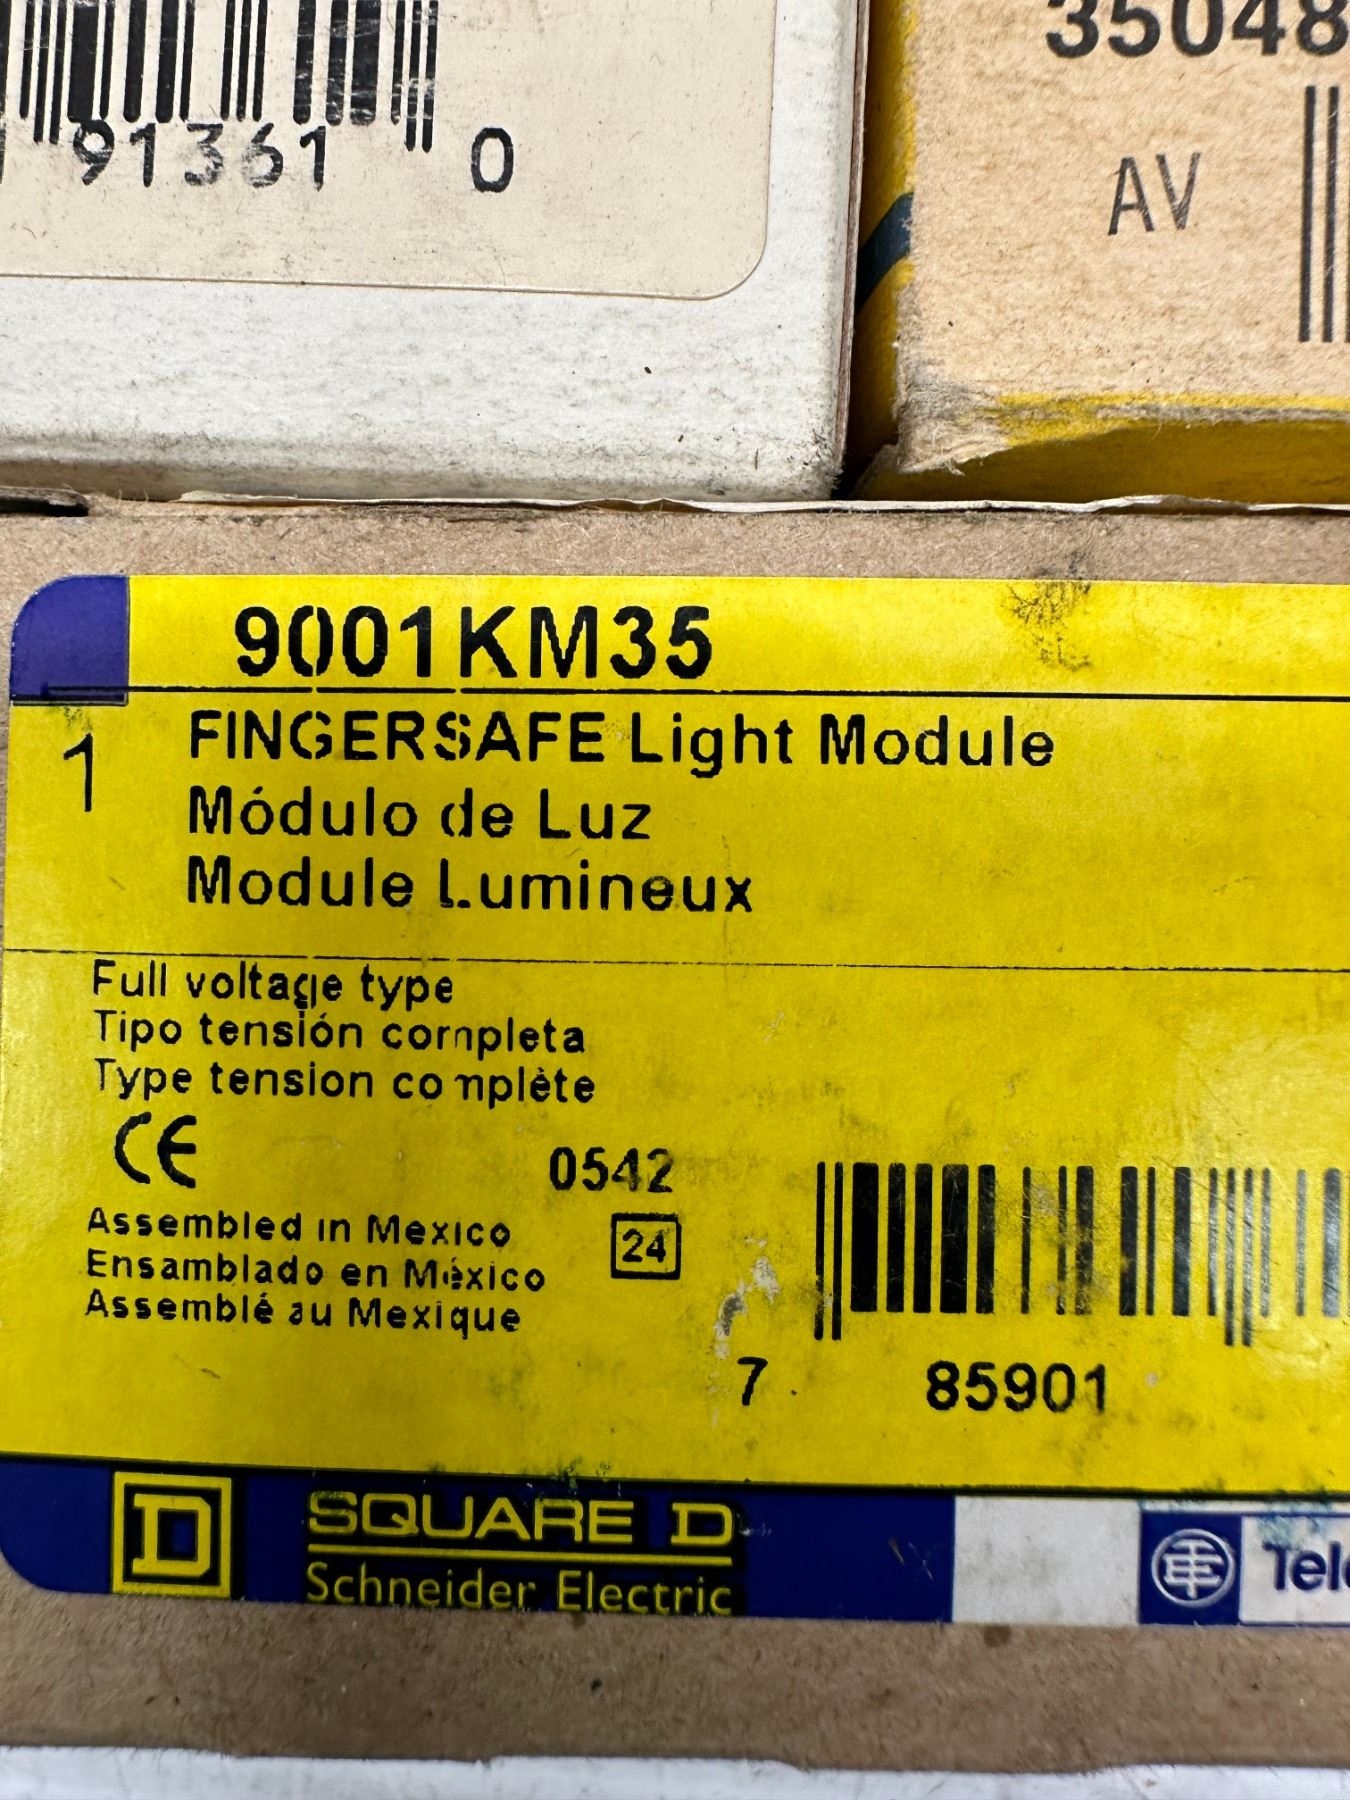 91361 0
35048
AV
9001KM35
1
FINGERSAFE Light Module
Módulo de Luz
Module Lumineux
Full voltage type
Tipo tensión completa
Type tension complète
CE
0542
Assembled in Mexico
24
Ensamblado en México
Assemblé au Mexique
7 85901
D
SQUARE D
Schneider Electric